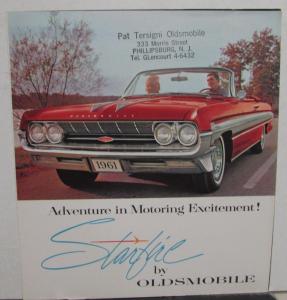 Pat Tersigni Oldsmobile
333 Morris Street
PHILLIPSBURG, N. J.
Tel. GLencourt 4-6432
OLDSMOBILE
1961
Adventure in Motoring Excitement!
Starfire
by
OLDSMOBILE